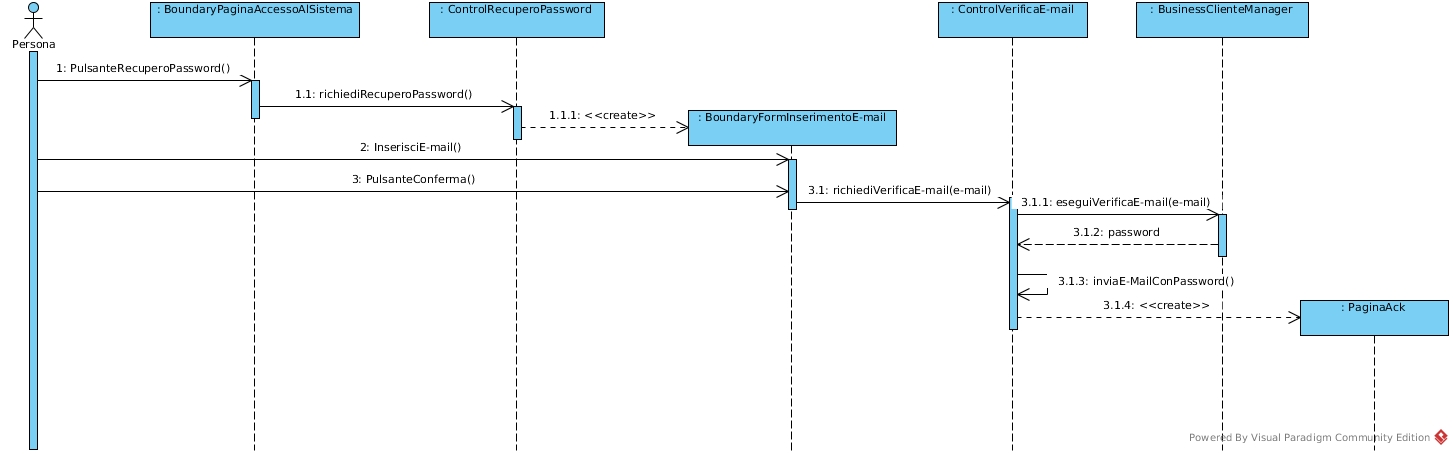 : BoundaryPaginaAccessoAlSistema
: ControlRecuperoPassword
: ControlVerificaE-mail
: BusinessClienteManager
Persona
1: PulsanteRecuperoPassword()
1.1: richiediRecuperoPassword()
1.1.1: <<create>>
: BoundaryFormInserimentoE-mail
2: InserisciE-mail()
3: PulsanteConferma()
3.1: richiediVerificaE-mail(e-mail)
3.1.1: eseguiVerificaE-mail(e-mail)
3.1.2: password
3.1.3: inviaE-MailConPassword()
3.1.4: <<create>>
: PaginaAck
Powered By Visual Paradigm Community Edition